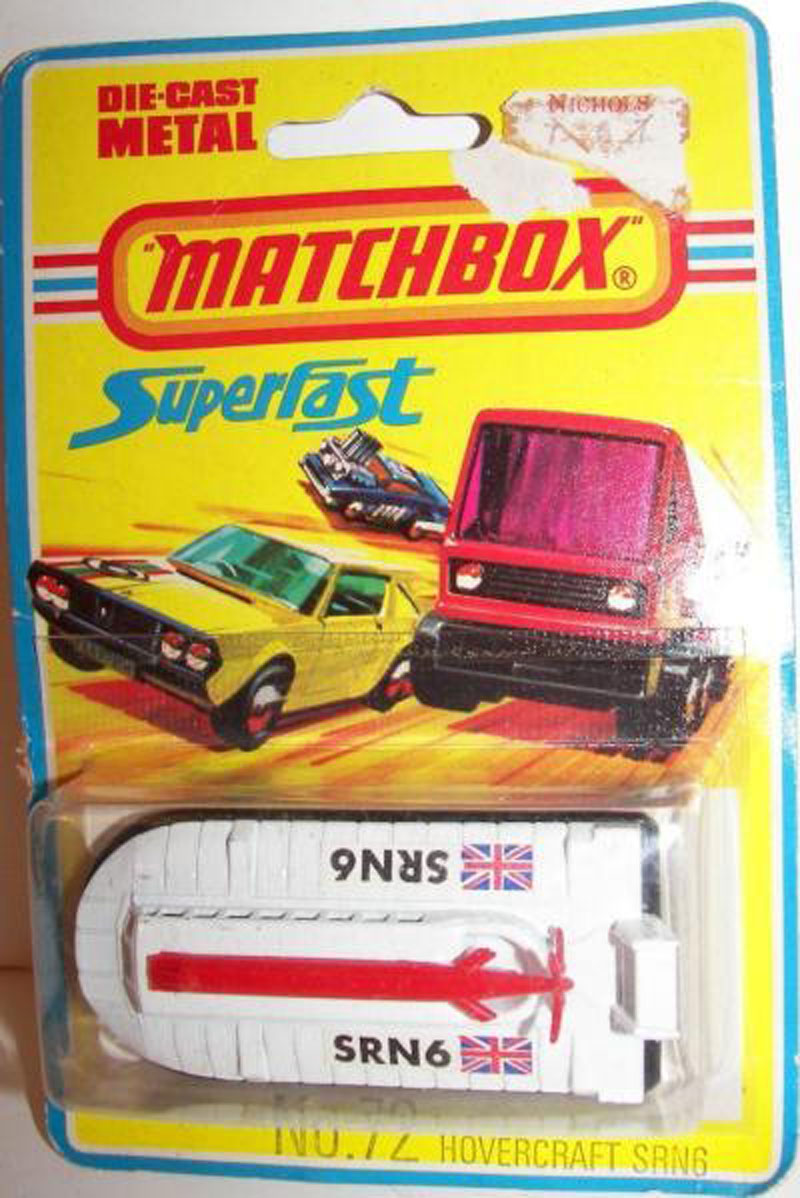 DIE-CAST
METAL
NICHOLS
"MATCHBOX"®
Superfast
SRN6
SRN6
No.72 HOVERCRAFT SRN6